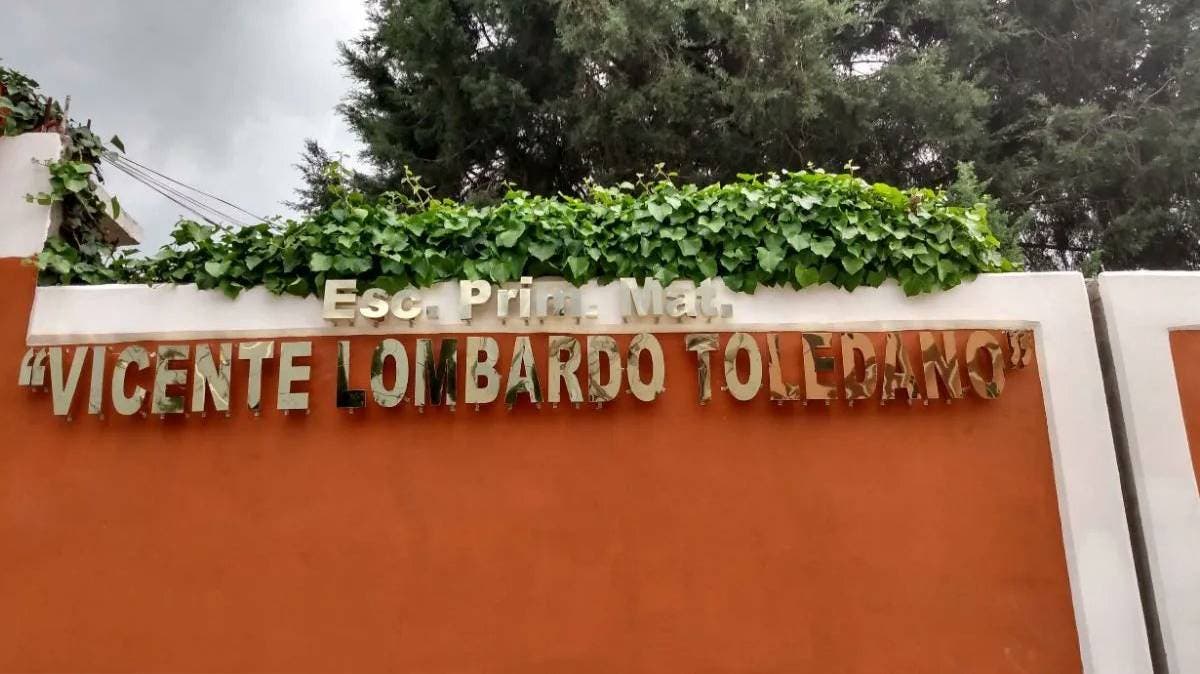 Esc. Prim. Mat.
“VICENTE LOMBARDO TOLEDANO”